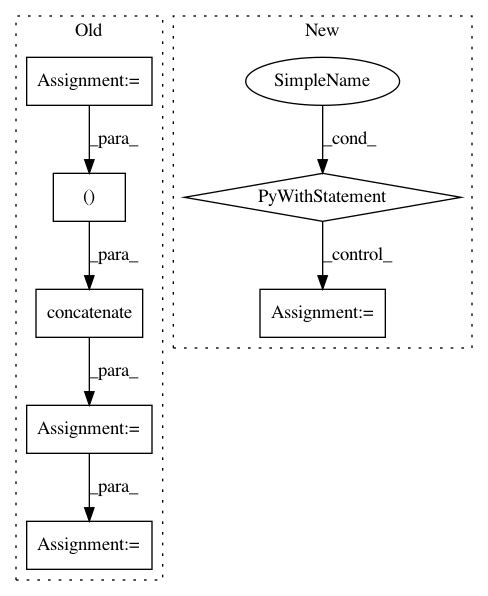 Old
Assignment:=
_para_
()
_para_
concatenate
_para_
Assignment:=
_para_
Assignment:=
New
SimpleName
_cond_
PyWithStatement
_control_
Assignment:=